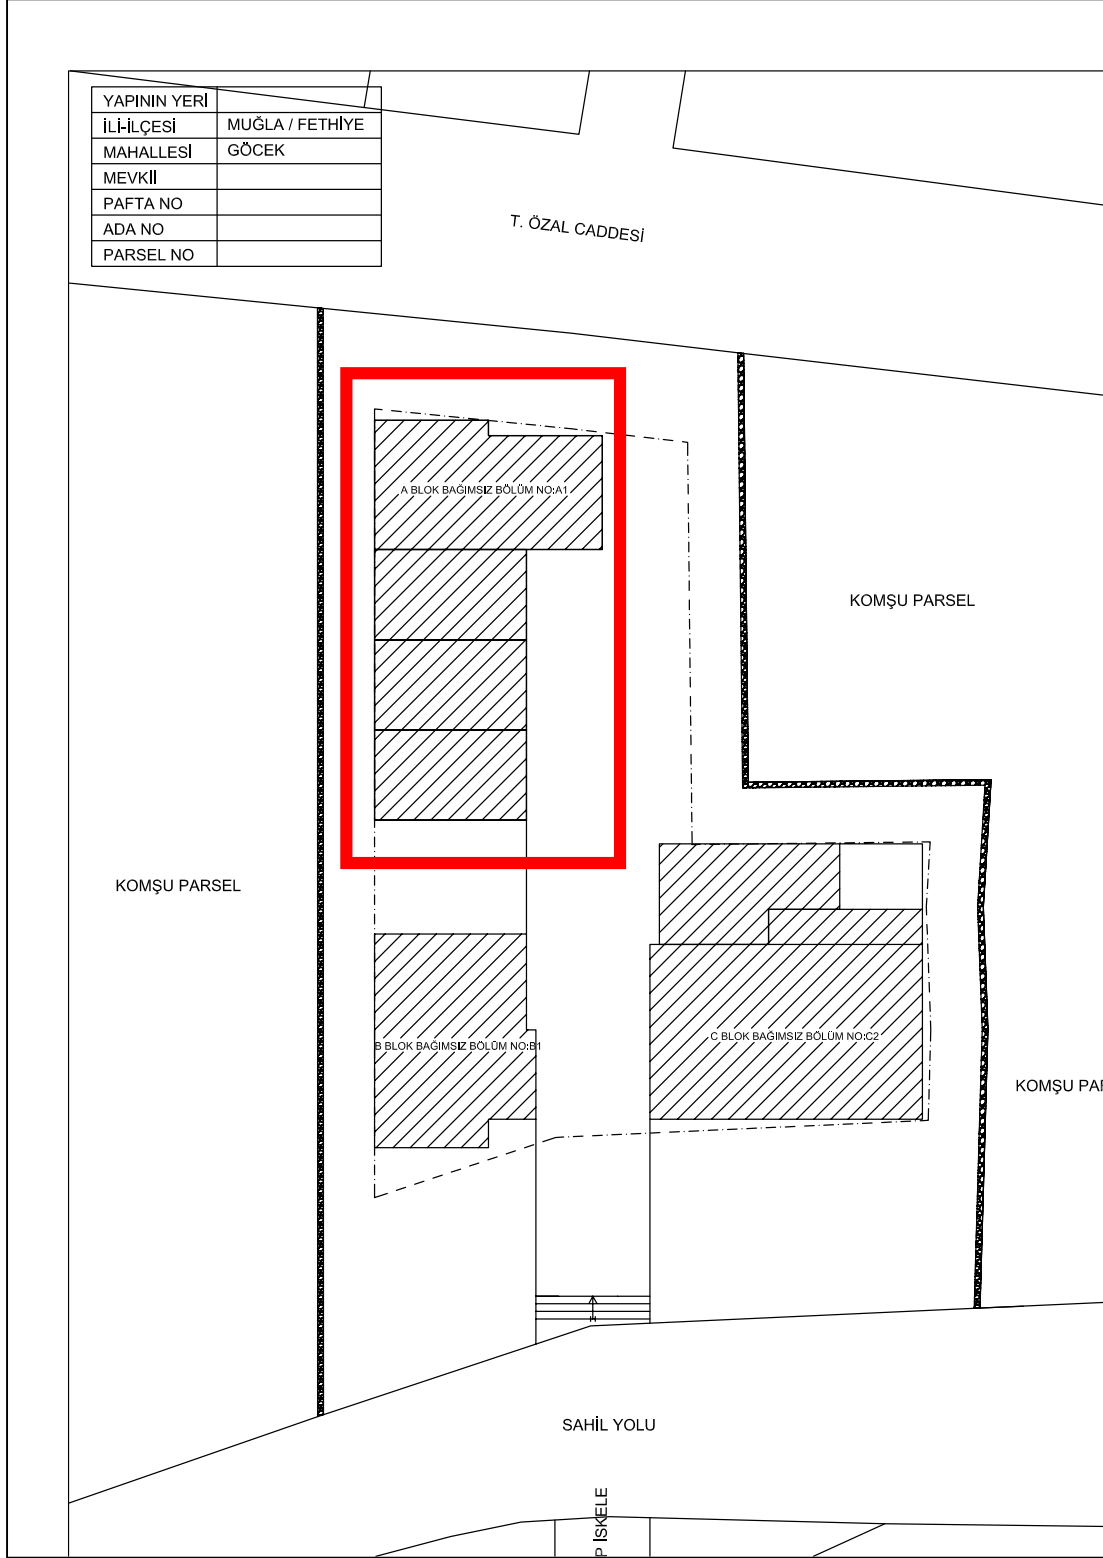 YAPININ YERİ
İLİ-İLÇESİ MUĞLA / FETHİYE
MAHALLESİ GÖCEK
MEVKİİ
PAFTA NO
ADA NO
PARSEL NO
T. ÖZAL CADDESİ
A BLOK BAĞIMSIZ BÖLÜM NO:A1
KOMŞU PARSEL
KOMŞU PARSEL
B BLOK BAĞIMSIZ BÖLÜM NO:B1
C BLOK BAĞIMSIZ BÖLÜM NO:C2
KOMŞU
SAHİL YOLU
P İSKELE